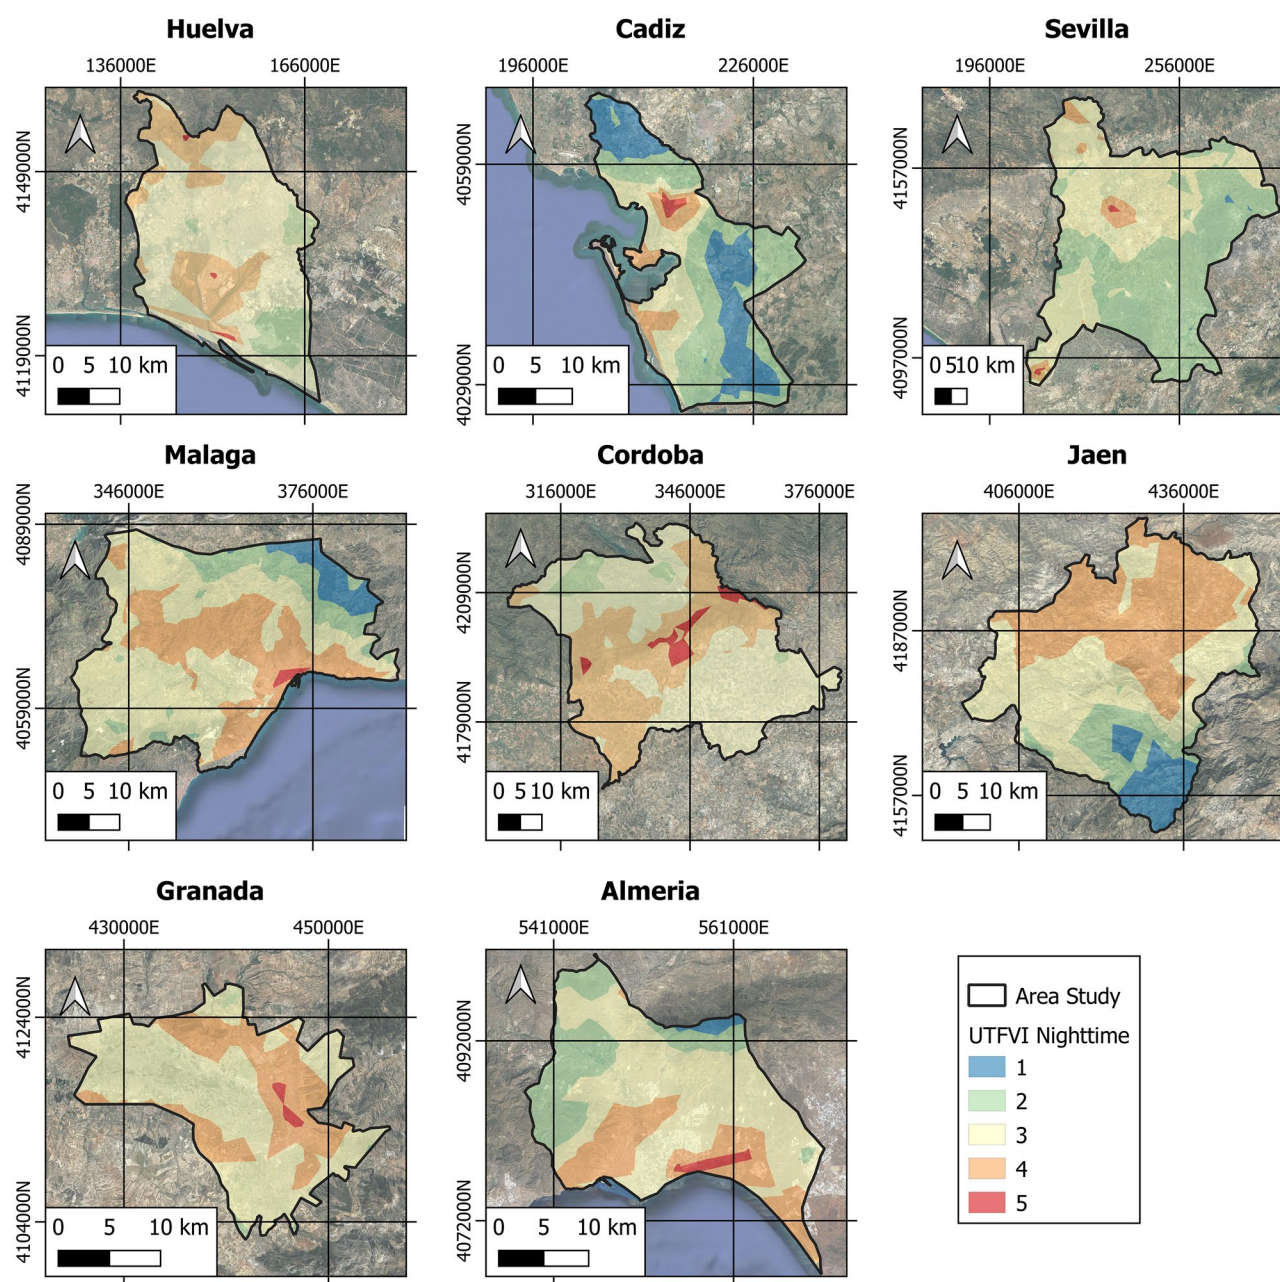 Huelva
136000E 166000E
4149000N
4119000N
0 5 10 km
Cadiz
196000E 226000E
4059000N
4029000N
0 5 10 km
Sevilla
196000E 256000E
4157000N
4097000N
0 510 km
Malaga
346000E 376000E
4089000N
4059000N
0 5 10 km
Cordoba
316000E 346000E 376000E
4209000N
4179000N
0 5 10 km
Jaen
4060000E 436000E
4187000N
4157000N
0 5 10 km
Granada
430000E 450000E
4124000N
4104000N
0 5 10 km
Almeria
541000E 561000E
4092000N
4072000N
0 5 10 km
Area Study
UTFVI Nighttime
1
2
3
4
5